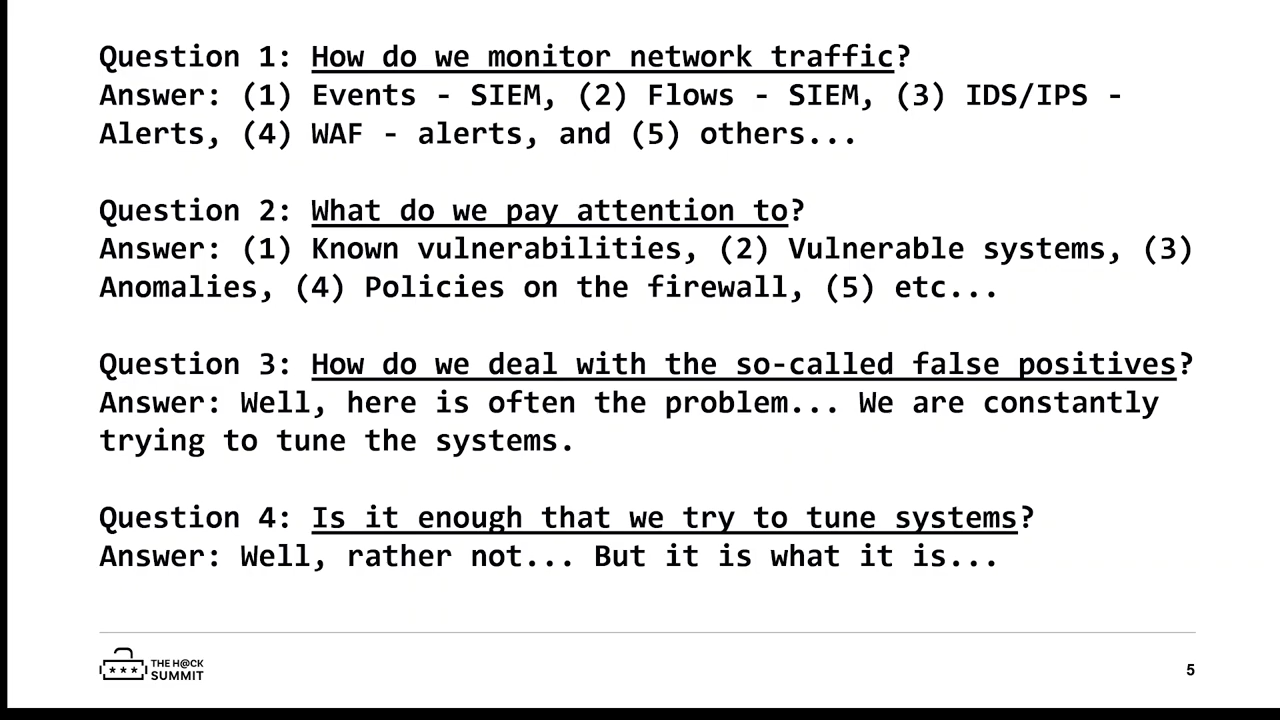 Question 1: How do we monitor network traffic?
Answer: (1) Events - SIEM, (2) Flows - SIEM, (3) IDS/IPS -
Alerts, (4) WAF - alerts, and (5) others...
Question 2: What do we pay attention to?
Answer: (1) Known vulnerabilities, (2) Vulnerable systems, (3)
Anomalies, (4) Policies on the firewall, (5) etc...
Question 3: How do we deal with the so-called false positives?
Answer: Well, here is often the problem... We are constantly
trying to tune the systems.
Question 4: Is it enough that we try to tune systems?
Answer: Well, rather not... But it is what it is...
THE H@CK
SUMMIT
5